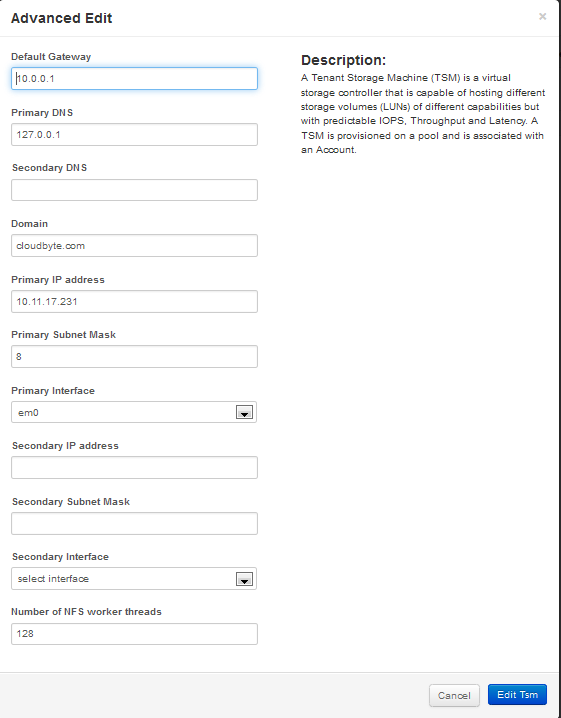 Advanced Edit
×
Default Gateway
10.0.0.1
Primary DNS
127.0.0.1
Secondary DNS
Domain
cloudbyte.com
Primary IP address
10.11.17.231
Primary Subnet Mask
8
Primary Interface
em0
Secondary IP address
Secondary Subnet Mask
Secondary Interface
select interface
Number of NFS worker threads
128
Description:
A Tenant Storage Machine (TSM) is a virtual
storage controller that is capable of hosting different
storage volumes (LUNs) of different capabilities but
with predictable IOPS, Throughput and Latency. A
TSM is provisioned on a pool and is associated with
an Account.
Cancel
Edit Tsm